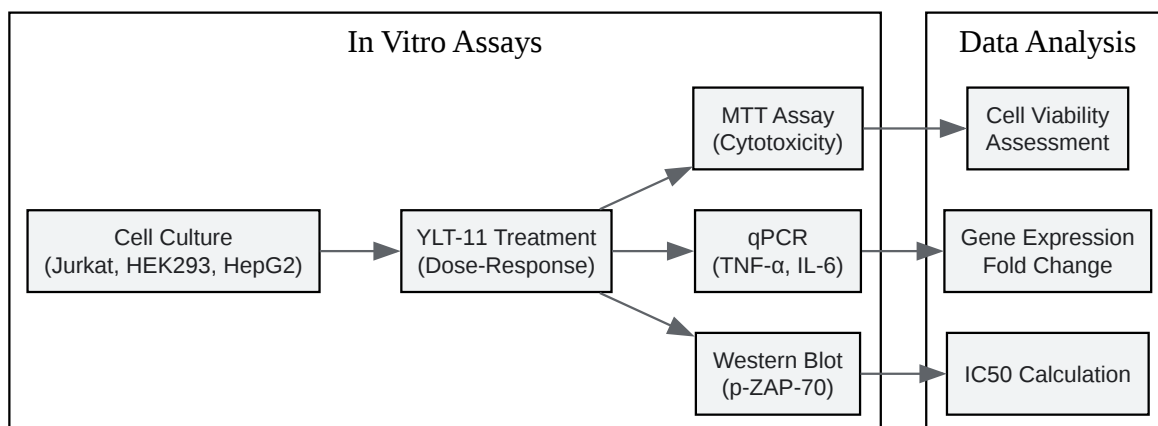 In Vitro Assays
Data Analysis
MTT Assay
(Cytotoxicity)
Cell Viability
Assessment
Cell Culture
(Jurkat, HEK293, HepG2)
YLT-11 Treatment
(Dose-Response)
qPCR
(TNF-α, IL-6)
Gene Expression
Fold Change
Western Blot
(p-ZAP-70)
IC50 Calculation